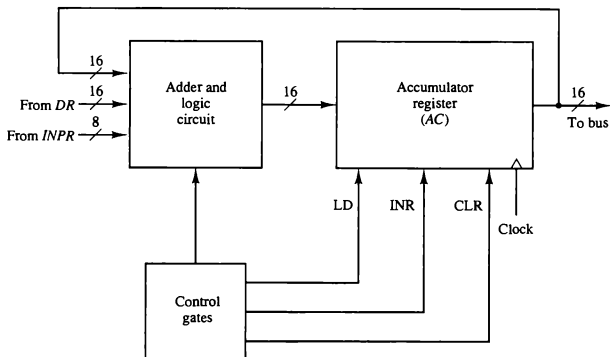 16
16
From DR
8
From INPR
Adder and
logic
circuit
16
Accumulator
register
(AC)
16
To bus
LD
INR
CLR
Clock
Control
gates